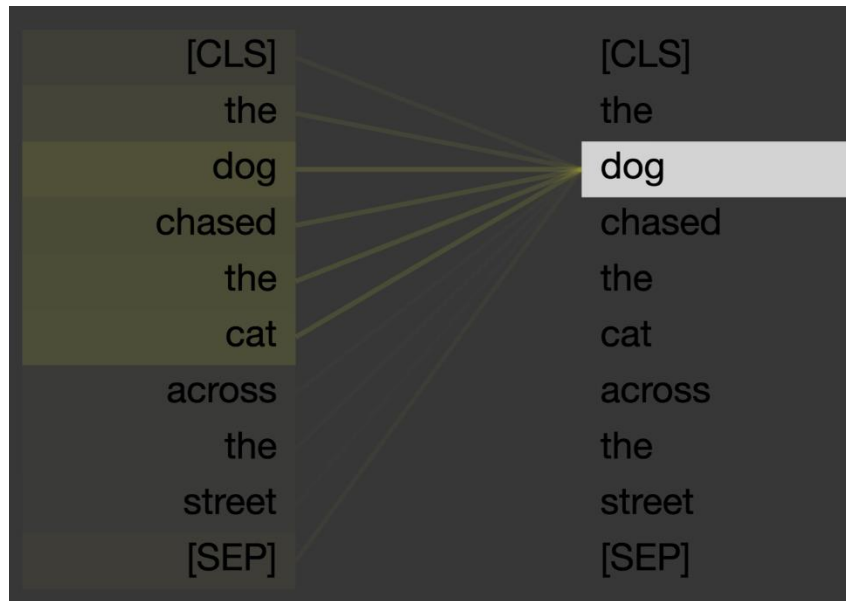 [CLS] [CLS]
the the
dog dog
chased chased
the the
cat cat
across across
the the
street street
[SEP] [SEP]